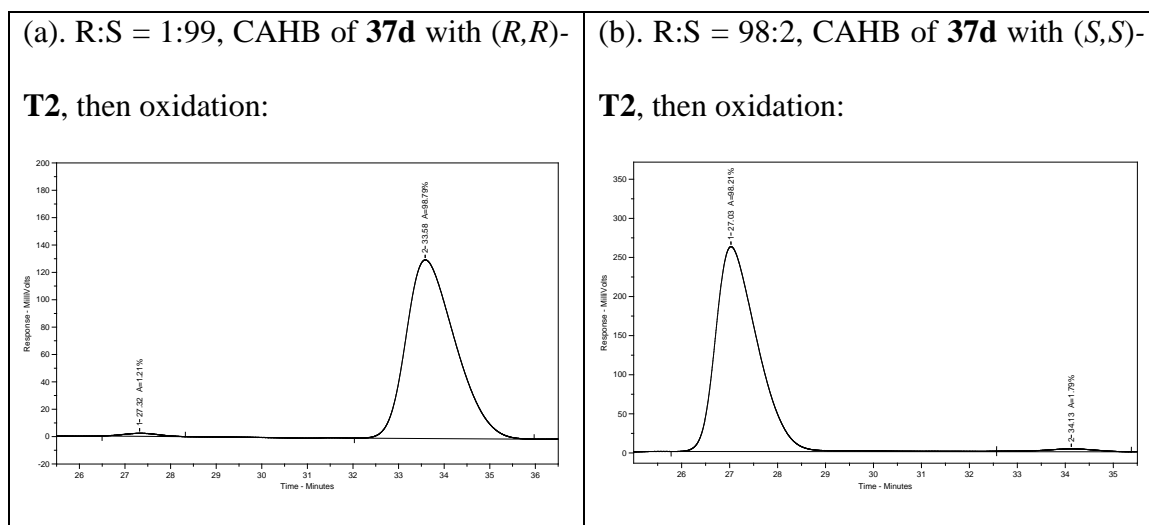 (a). R:S = 1:99, CAHB of 37d with (R,R)-
T2, then oxidation:
200
180
160
140
120
100
80
60
40
20
0
-20
Response - MilliVolts
1- 27.32 A=1.21%
2- 33.58 A=98.79%
26 27 28 29 30 31 32 33 34 35 36
Time - Minutes
(b). R:S = 98:2, CAHB of 37d with (S,S)-
T2, then oxidation:
350
300
250
200
150
100
50
0
Response - MilliVolts
1- 27.03 A=98.21%
2- 34.13 A=1.79%
26 27 28 29 30 31 32 33 34 35
Time - Minutes